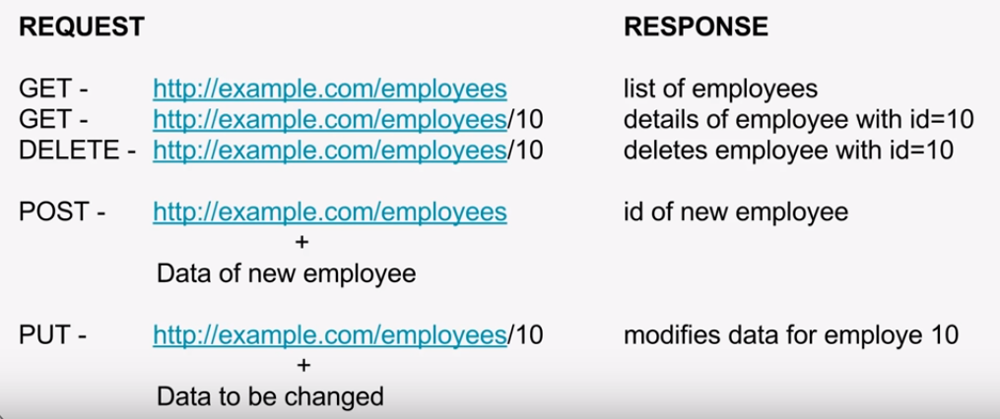 REQUEST RESPONSE
GET - http://example.com/employees list of employees
GET - http://example.com/employees/10 details of employee with id=10
DELETE - http://example.com/employees/10 deletes employee with id=10
POST - http://example.com/employees id of new employee
+
Data of new employee
PUT - http://example.com/employees/10 modifies data for employe 10
+
Data to be changed